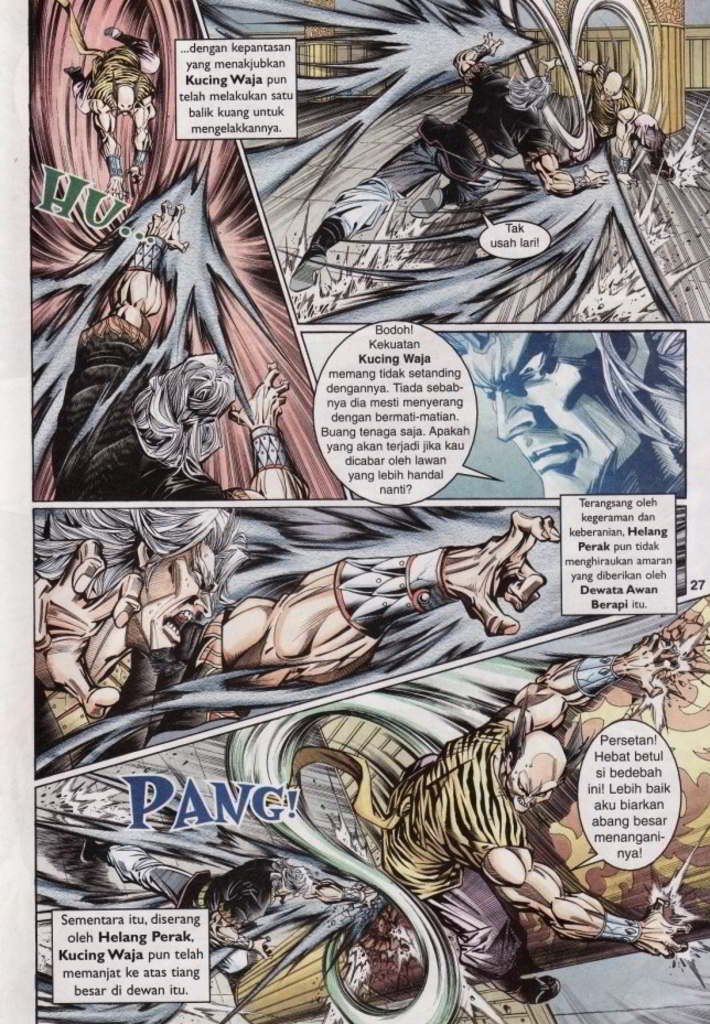 ...dengan kepantasan
yang menakjubkan
Kucing Waja pun
telah melakukan satu
balik kuang untuk
mengelakkannya.
HU...
Tak
usah lari!
Bodoh!
Kekuatan
Kucing Waja
memang tidak setanding
dengannya. Tiada sebab-
nya dia mesti menyerang
dengan bermati-matian.
Buang tenaga saja. Apakah
yang akan terjadi jika kau
dicabar oleh lawan
yang lebih handal
nanti?
Terangsang oleh
kegeraman dan
keberanian, Helang
Perak pun tidak
menghiraukan amaran
yang diberikan oleh
Dewata Awan
Berapi itu.
27
Persetan!
Hebat betul
si bedebah
ini! Lebih baik
aku biarkan
abang besar
menangani-
nya!
PANG!
Sementara itu, diserang
oleh Helang Perak,
Kucing Waja pun telah
memanjat ke atas tiang
besar di dewan itu.